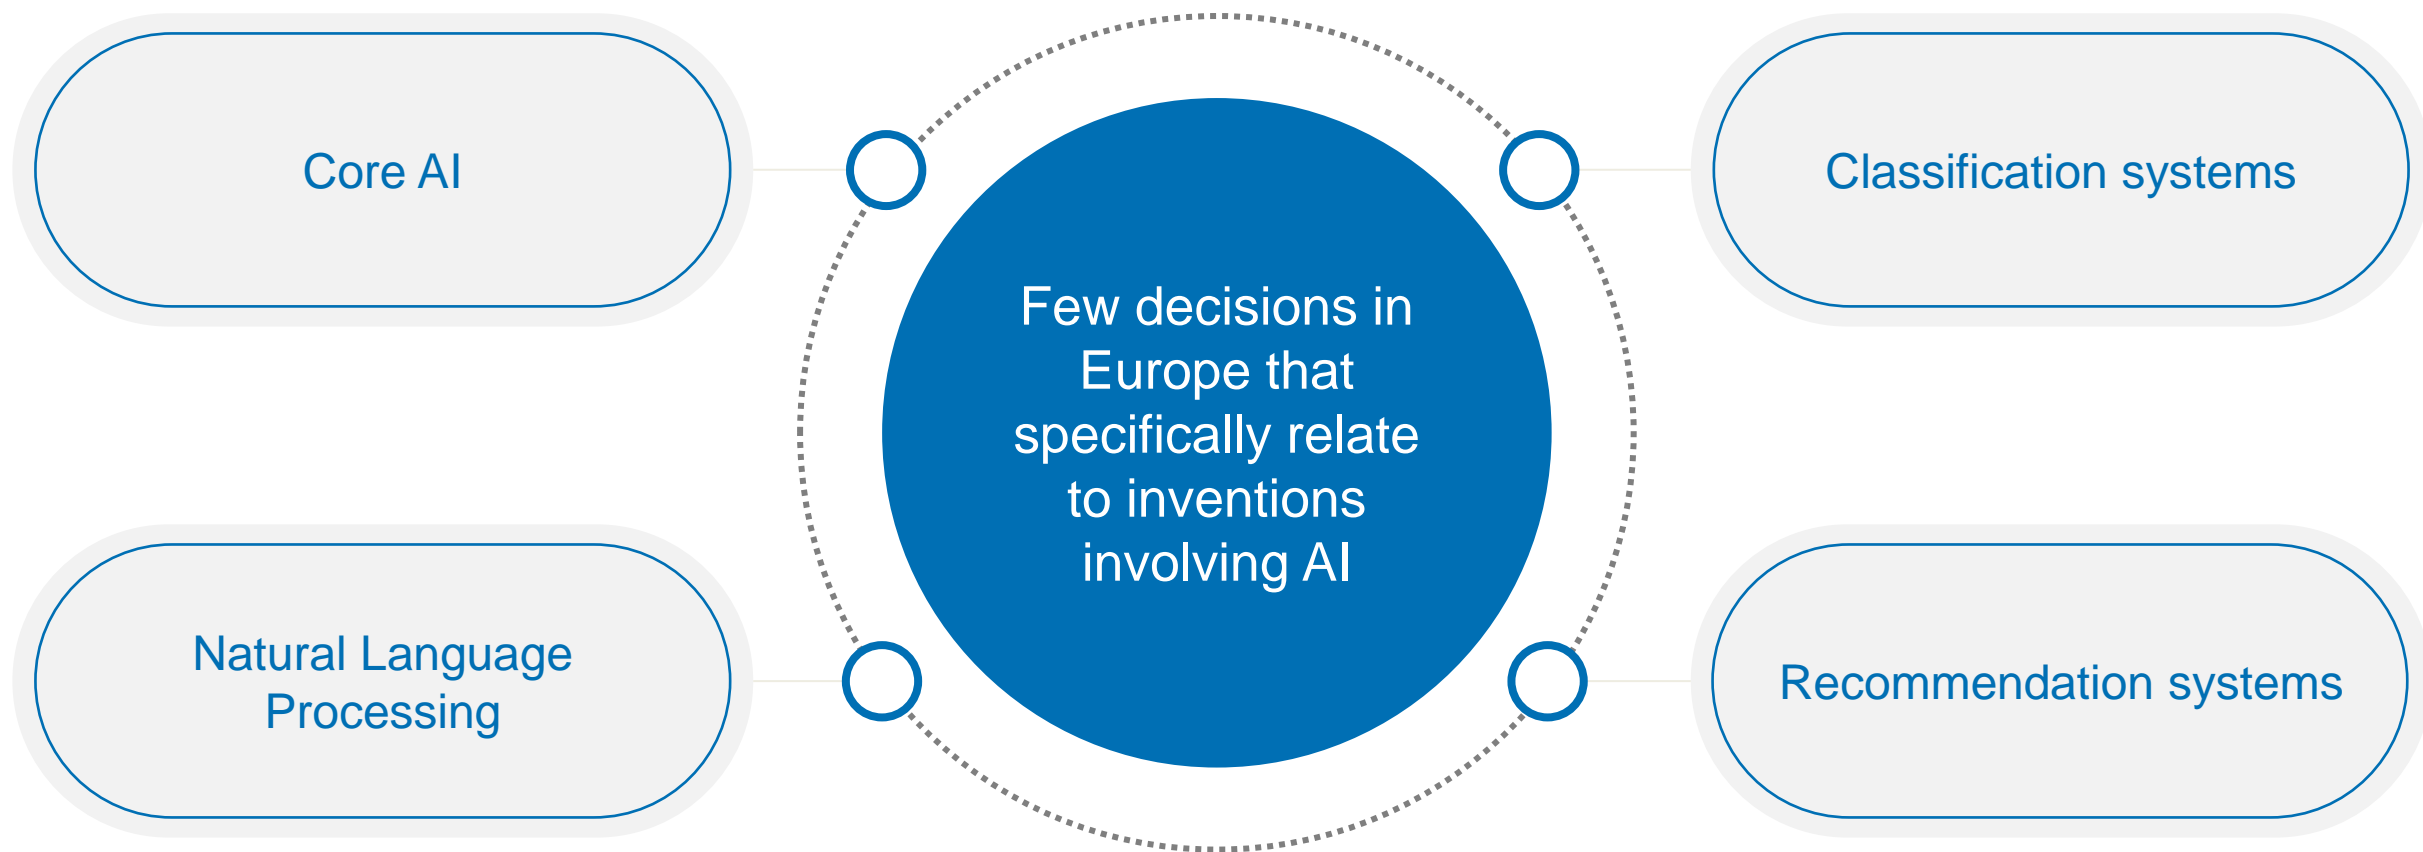 Core AI
Classification systems
Few decisions in
Europe that
specifically relate
to inventions
involving AI
Natural Language
Processing
Recommendation systems